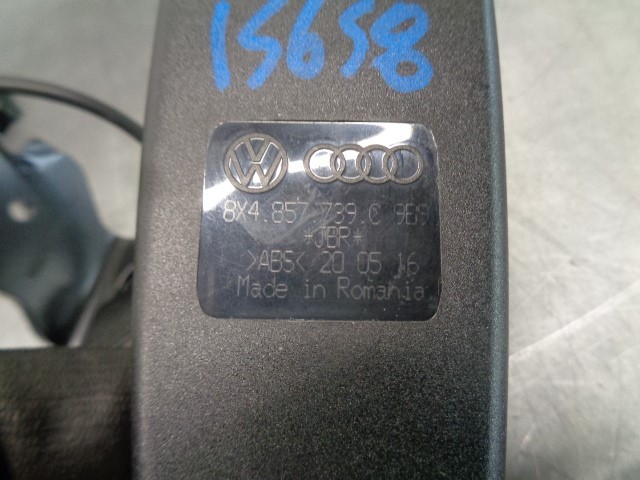 15658
8X4.857.739.C 9B9
*JBR*
>ABS< 20 05 16
Made in Romania